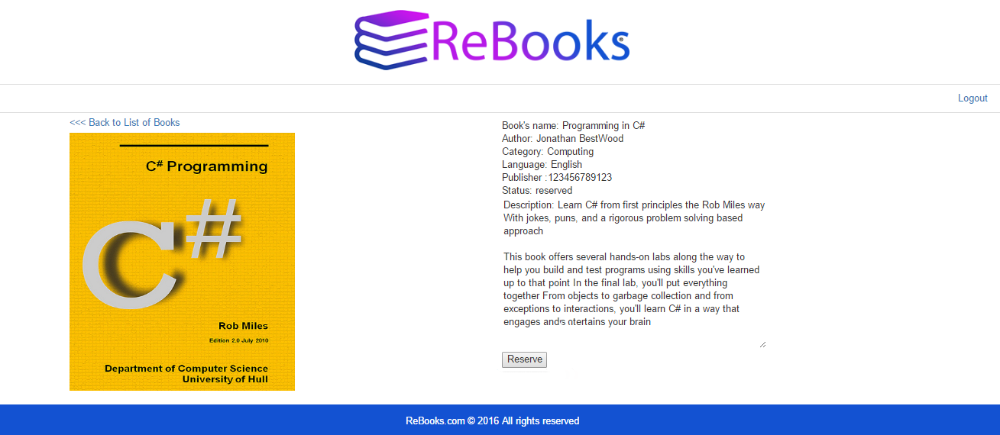 ReBooks®
Logout
<<< Back to List of Books
C# Programming
C#
Rob Miles
Edition 2.0 July 2010
Department of Computer Science
University of Hull
Book's name: Programming in C#
Author: Jonathan BestWood
Category: Computing
Language: English
Publisher :123456789123
Status: reserved
Description: Learn C# from first principles the Rob Miles way
With jokes, puns, and a rigorous problem solving based
approach
This book offers several hands-on labs along the way to
help you build and test programs using skills you've learned
up to that point In the final lab, you'll put everything
together From objects to garbage collection and from
exceptions to interactions, you'll learn C# in a way that
engages and ntertains your brain
Reserve
ReBooks.com © 2016 All rights reserved